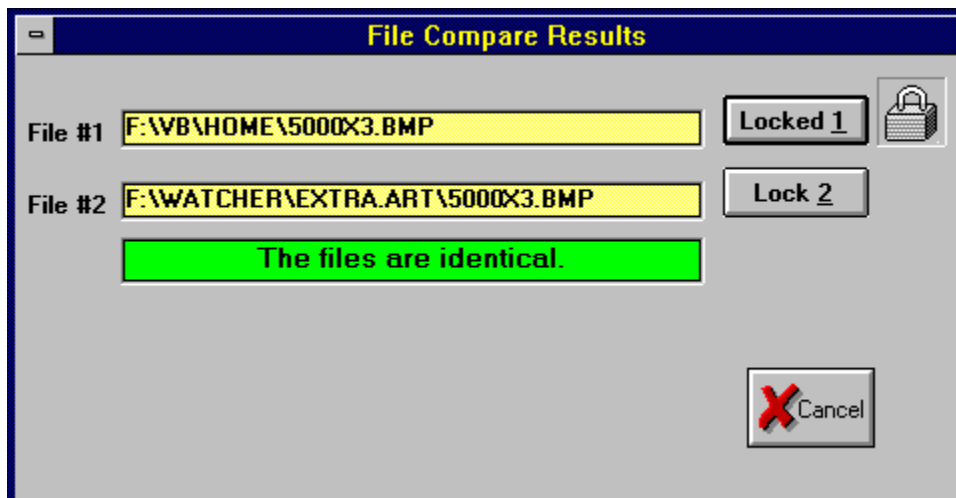 File Compare Results
File #1 F:\VB\HOME\5000X3.BMP Locked 1
File #2 F:\WATCHER\EXTRA.ART\5000X3.BMP Lock 2
The files are identical.
Cancel